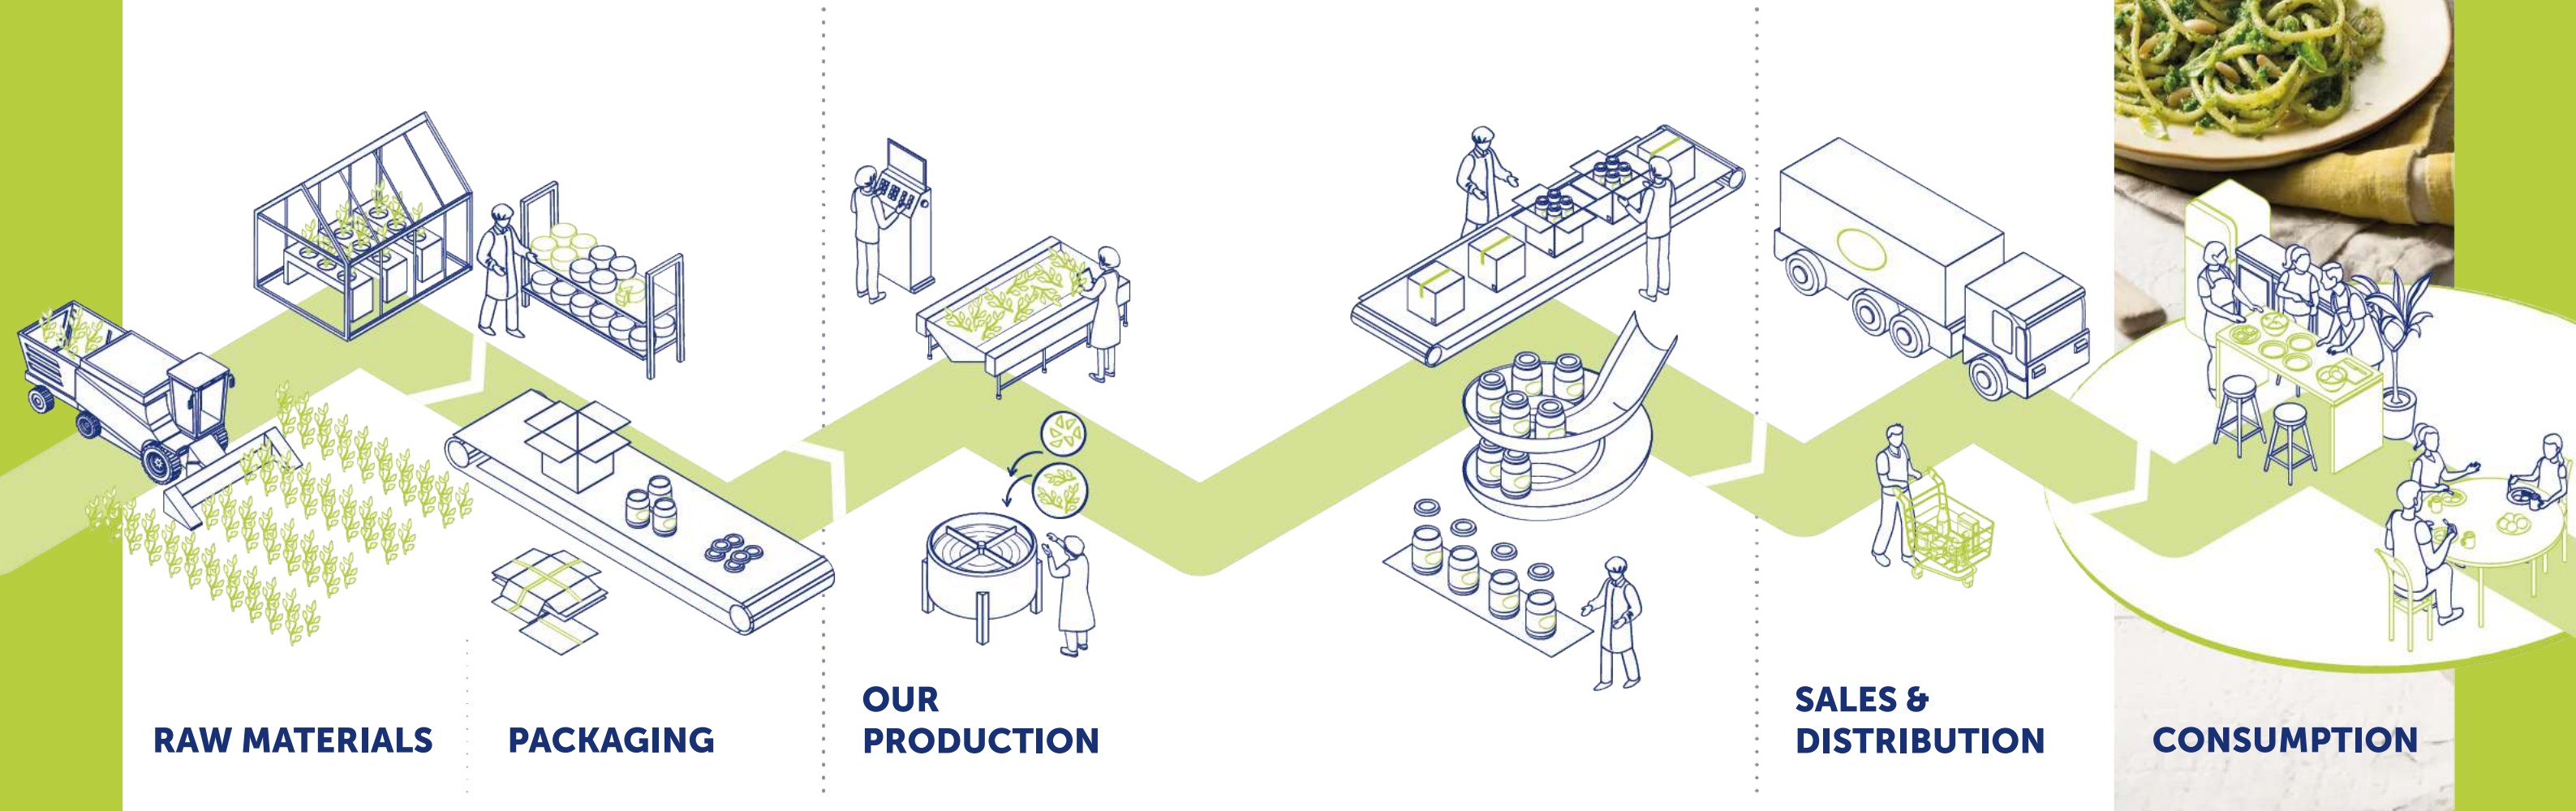 RAW MATERIALS
PACKAGING
OUR
PRODUCTION
SALES &
DISTRIBUTION
CONSUMPTION